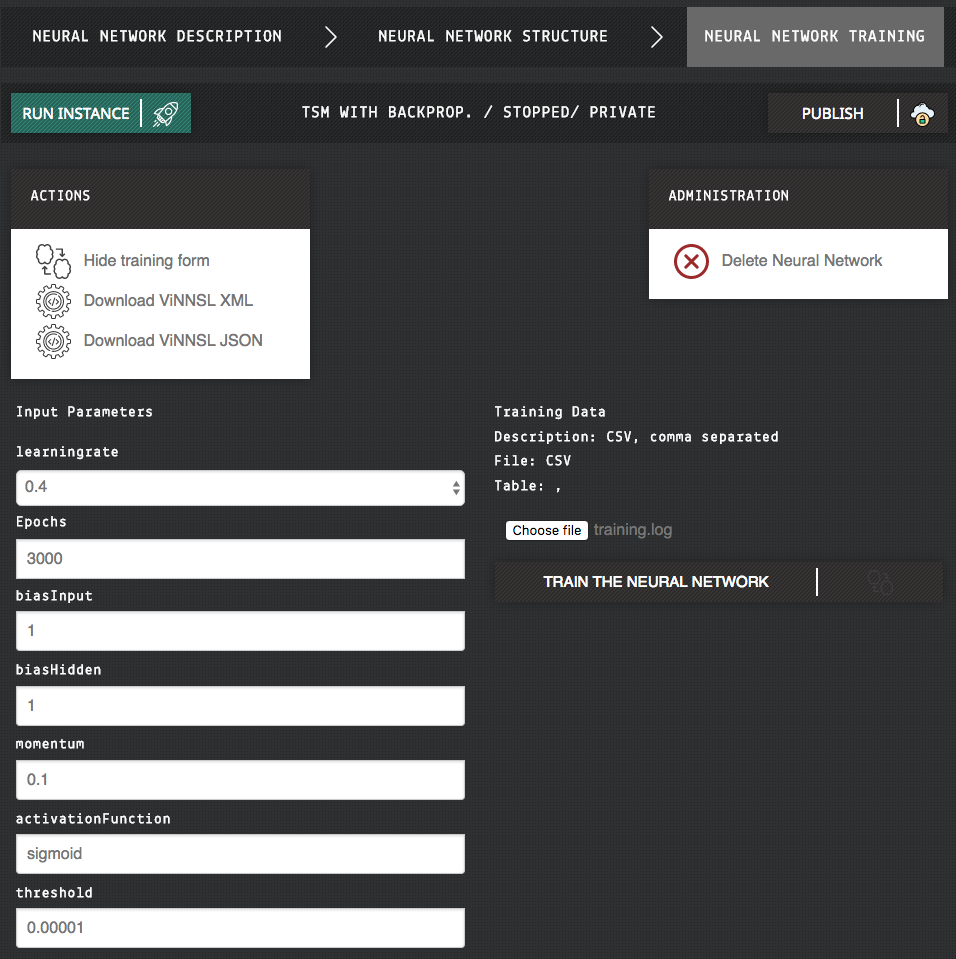 NEURAL NETWORK DESCRIPTION
NEURAL NETWORK STRUCTURE
NEURAL NETWORK TRAINING
RUN INSTANCE
TSM WITH BACKPROP. / STOPPED/ PRIVATE
PUBLISH
ACTIONS
Hide training form
Download ViNNSL XML
Download ViNNSL JSON
ADMINISTRATION
Delete Neural Network
Input Parameters
learningrate
0.4
Epochs
3000
biasInput
1
biasHidden
1
momentum
0.1
activationFunction
sigmoid
threshold
0.00001
Training Data
Description: CSV, comma separated
File: CSV
Table: ,
Choose file training.log
TRAIN THE NEURAL NETWORK